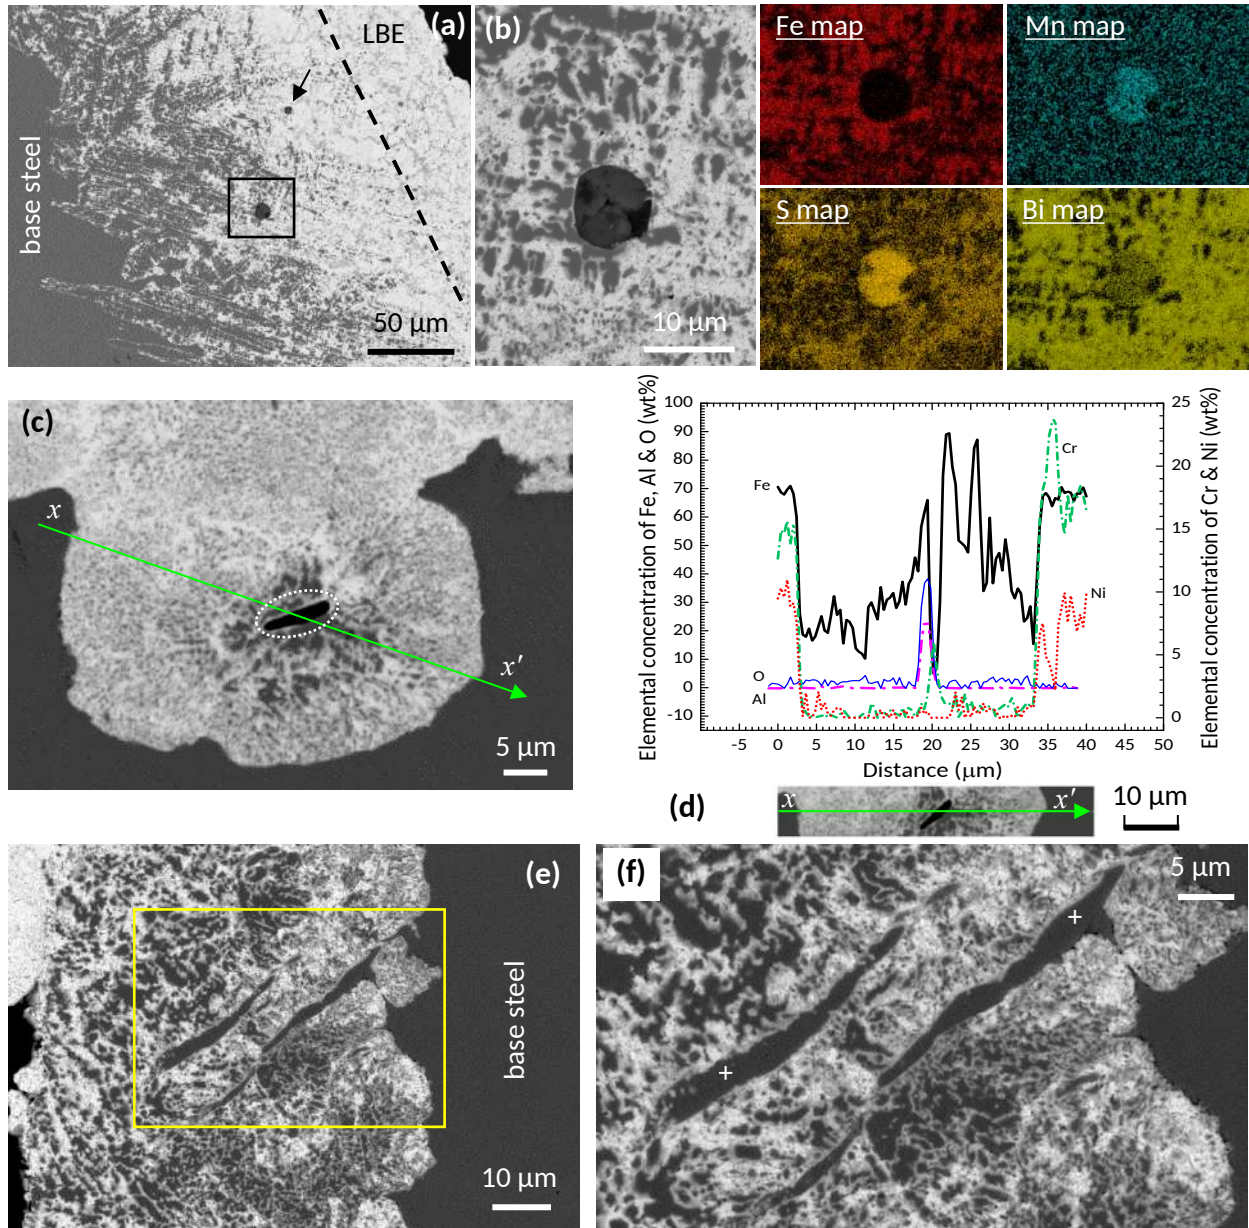 (a)
LBE
base steel
50 µm
(b)
10 µm
Fe map
Mn map
S map
Bi map
(c)
x
x′
5 µm
Elemental concentration of Fe, Al & O (wt%)
100
90
80
70
60
50
40
30
20
10
0
-10
Fe
O
Al
Cr
Ni
25
20
15
10
5
0
Elemental concentration of Cr & Ni (wt%)
-5 0 5 10 15 20 25 30 35 40 45 50
Distance (µm)
(d)
x x′
10 µm
(e)
base steel
10 µm
(f)
5 µm
+
+